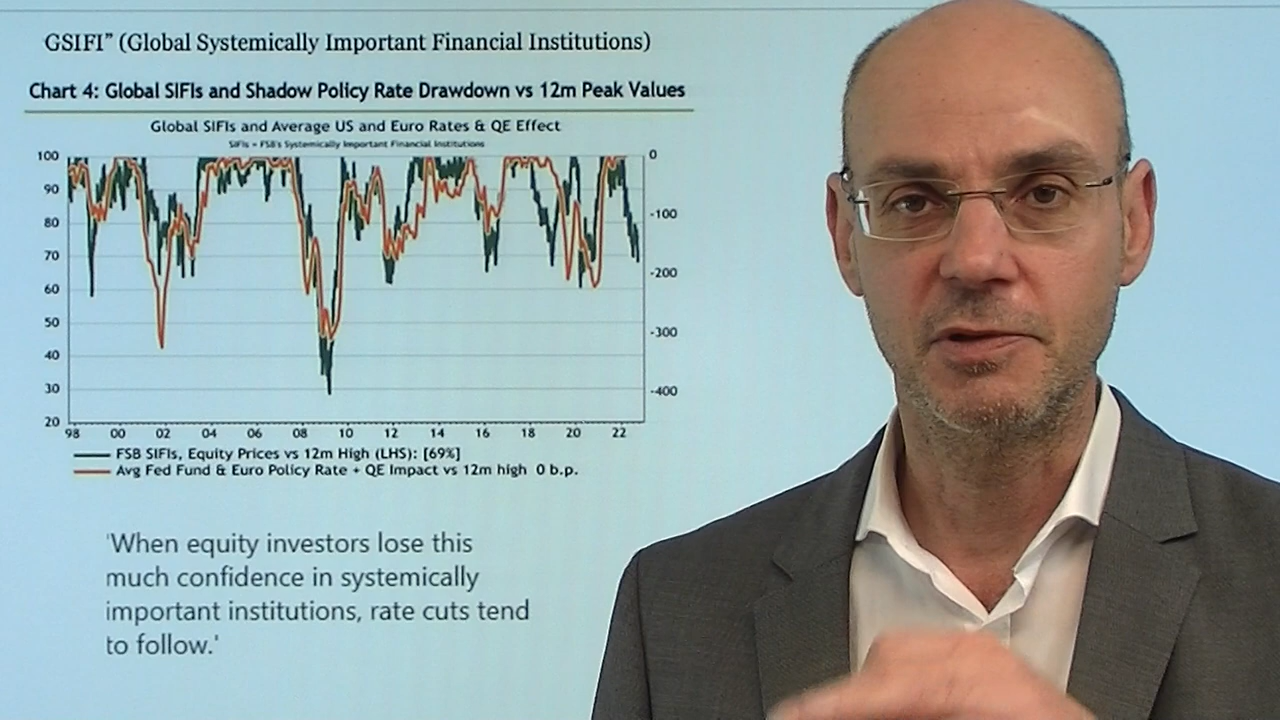 GSIFI” (Global Systemically Important Financial Institutions)
Chart 4: Global SIFIs and Shadow Policy Rate Drawdown vs 12m Peak Values
Global SIFIs and Average US and Euro Rates & QE Effect
SIFIs = FSB's Systemically Important Financial Institutions
100
90
80
70
60
50
40
30
20
0
-100
-200
-300
-400
98 00 02 04 06 08 10 12 14 16 18 20 22
FSB SIFIs, Equity Prices vs 12m High (LHS): [69%]
Avg Fed Fund & Euro Policy Rate + QE Impact vs 12m high 0 b.p.
'When equity investors lose this
much confidence in systemically
important institutions, rate cuts tend
to follow.'